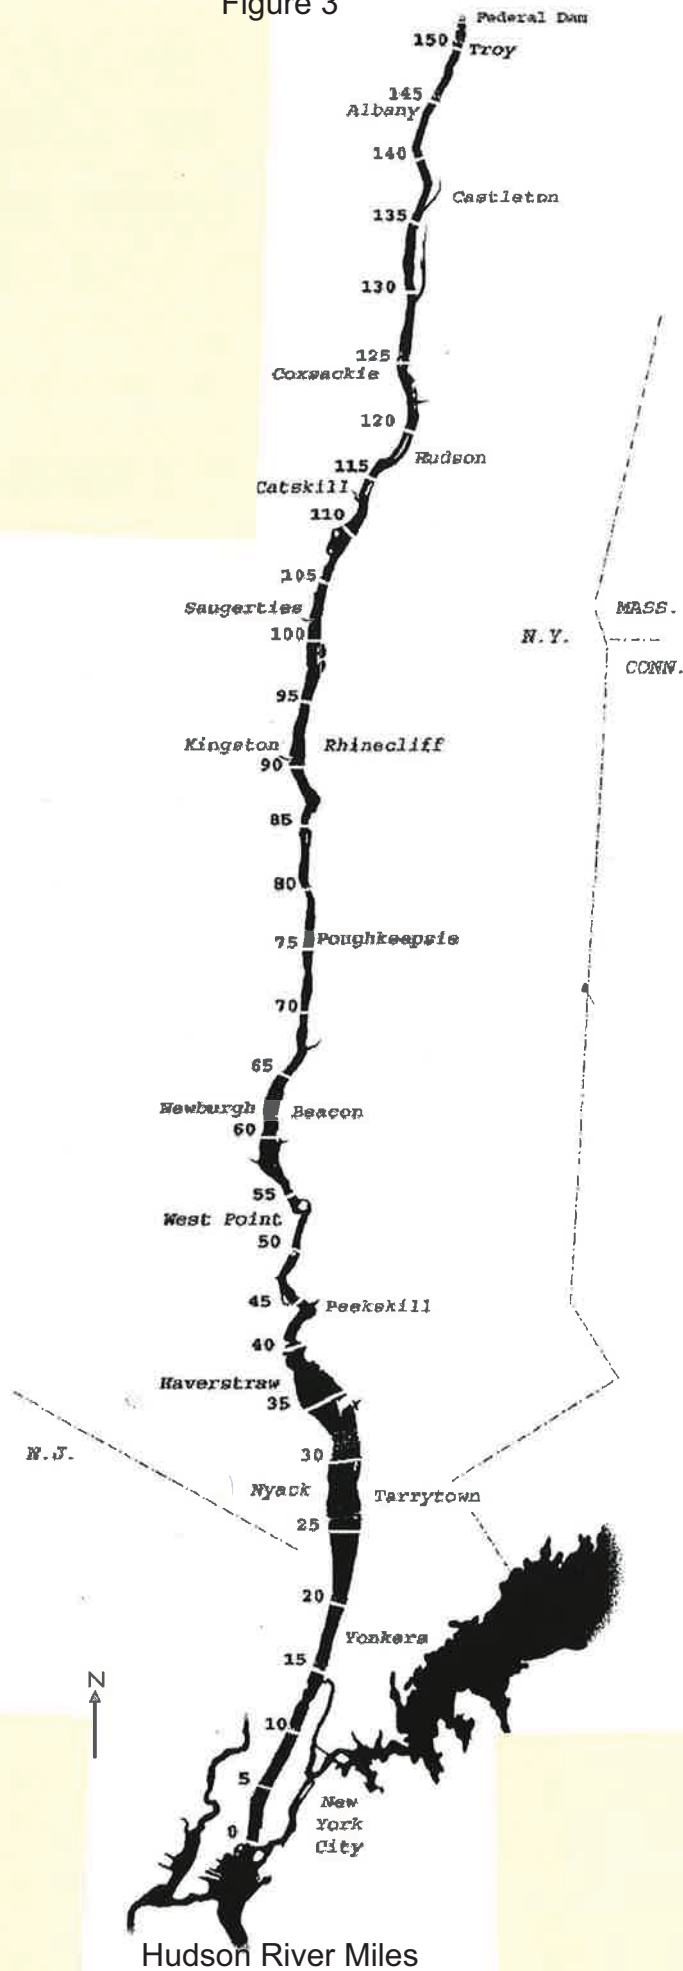 Figure 3
Federal Dam
150
Troy
145
Albany
140
Castleton
135
130
125
Coxsackie
120
Hudson
115
Catskill
110
105
Saugerties
MASS.
100
N.Y.
CONN.
95
Kingston
Rhinecliff
90
85
80
75
Poughkeepsie
70
65
Newburgh
Beacon
60
55
West Point
50
45
Peekskill
40
Haverstraw
35
N.J.
30
Nyack
Tarrytown
25
20
Yonkers
15
N
10
5
New
York
City
0
Hudson River Miles